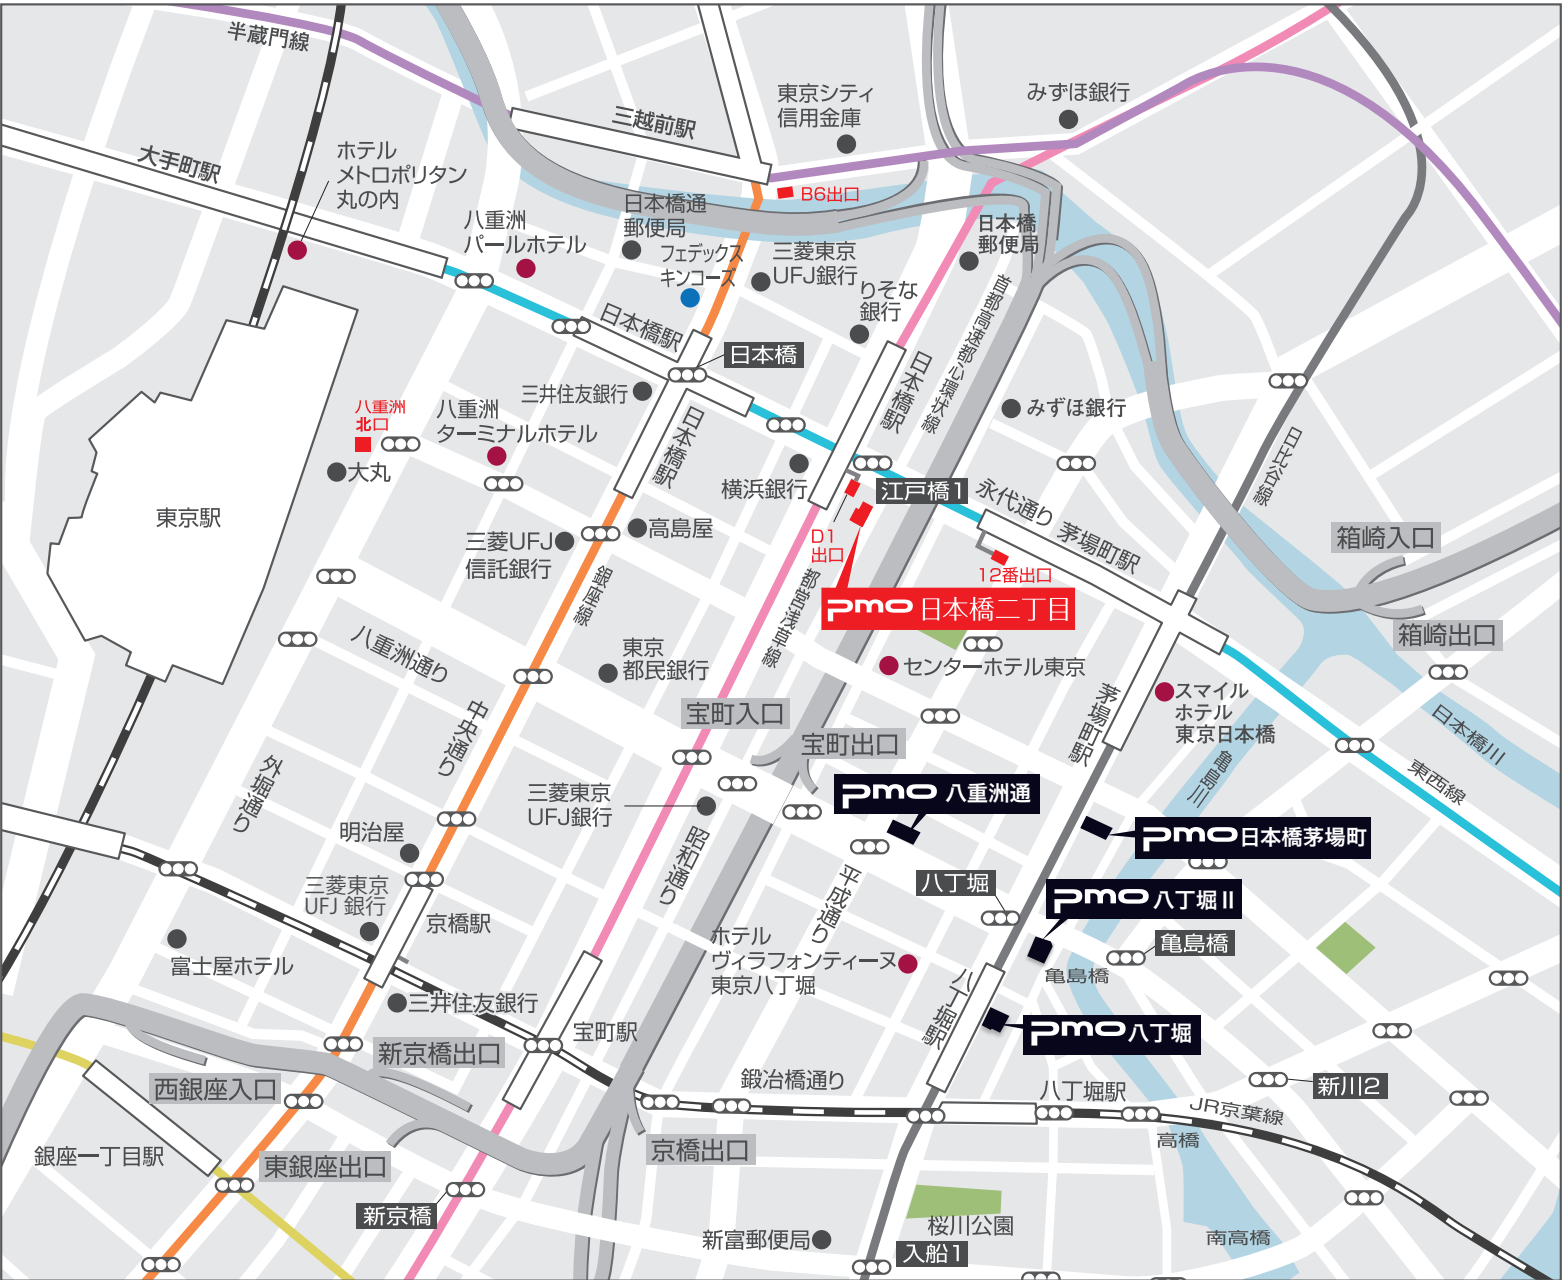 半蔵門線
三越前駅
東京シティ
信用金庫
みずほ銀行
大手町駅
ホテル
メトロポリタン
丸の内
B6出口
八重洲
パールホテル
日本橋通
郵便局
フェデックス
キンコーズ
三菱東京
UFJ銀行
日本橋
郵便局
りそな
銀行
首都高速都心環状線
日本橋駅
日本橋
日本橋駅
三井住友銀行
みずほ銀行
八重洲
北口
八重洲
ターミナルホテル
日本橋駅
日比谷線
大丸
横浜銀行
江戸橋1
永代通り
茅場町駅
東京駅
高島屋
三菱UFJ
信託銀行
D1
出口
12番出口
箱崎入口
銀座線
都営浅草線
pmo 日本橋二丁目
箱崎出口
八重洲通り
東京
都民銀行
センターホテル東京
スマイル
ホテル
東京日本橋
茅場町駅
宝町入口
宝町出口
中央通り
日本橋川
東西線
亀島川
外堀通り
三菱東京
UFJ銀行
pmo 八重洲通
明治屋
昭和通り
pmo 日本橋茅場町
三菱東京
UFJ 銀行
平成通り
八丁堀
pmo 八丁堀 II
京橋駅
ホテル
ヴィラフォンティーヌ
東京八丁堀
亀島橋
亀島橋
富士屋ホテル
三井住友銀行
八丁堀駅
宝町駅
pmo 八丁堀
新京橋出口
西銀座入口
鍛冶橋通り
八丁堀駅
新川2
JR京葉線
高橋
京橋出口
銀座一丁目駅
東銀座出口
新京橋
新富郵便局
桜川公園
入船1
南高橋